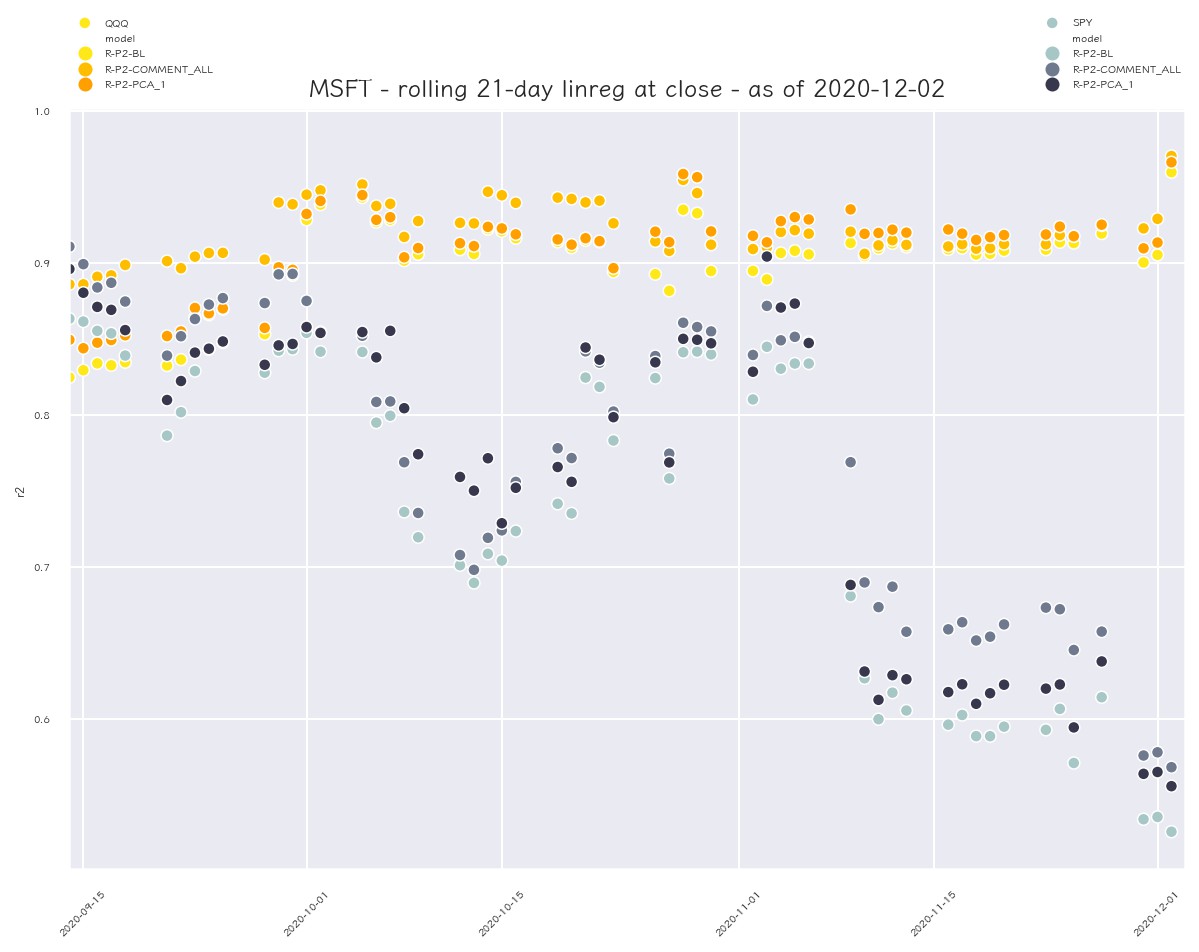 QQQ
model
R-P2-BL
R-P2-COMMENT_ALL
R-P2-PCA_1
SPY
model
R-P2-BL
R-P2-COMMENT_ALL
R-P2-PCA_1
MSFT - rolling 21-day linreg at close - as of 2020-12-02
1.0
0.9
0.8
0.7
0.6
r2
2020-09-15
2020-10-01
2020-10-15
2020-11-01
2020-11-15
2020-12-01